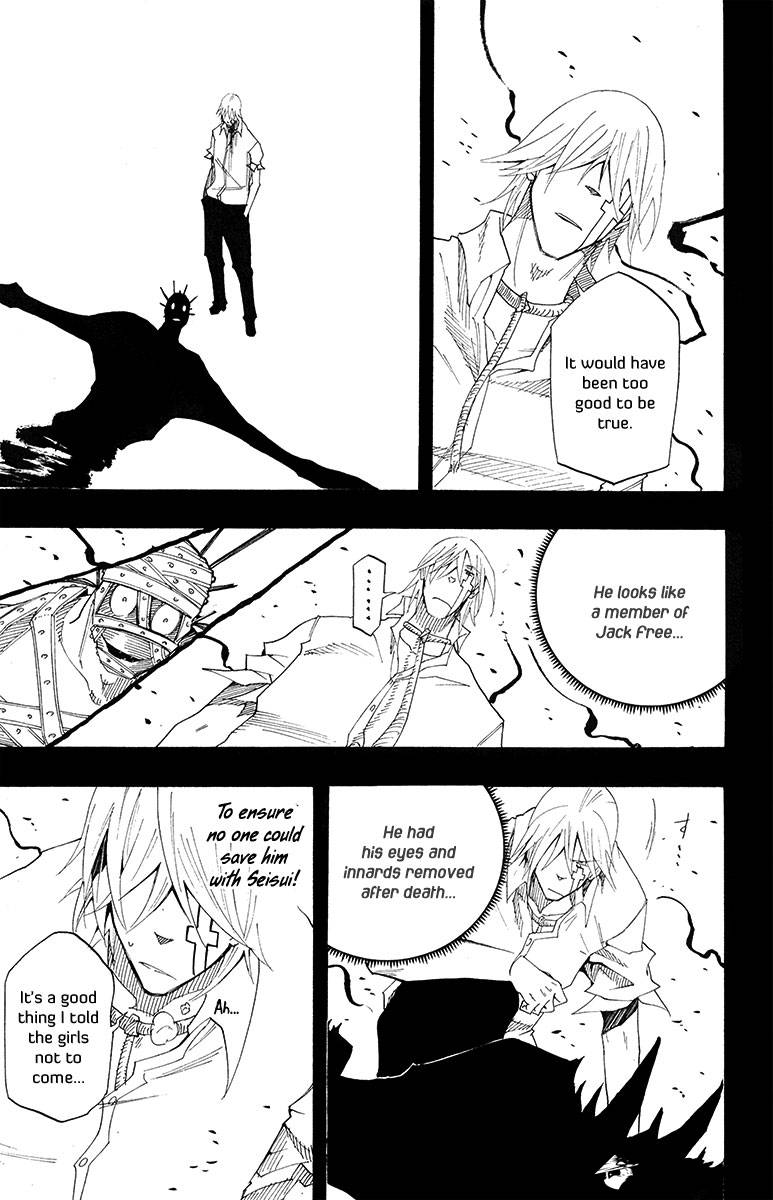 It would have
been too
good to be
true.
He looks like
a member of
Jack Free...
......
He had
his eyes and
innards removed
after death...
す...
To ensure
no one could
save him
with Seisui!
Ah...
It's a good
thing I told
the girls
not to
come...